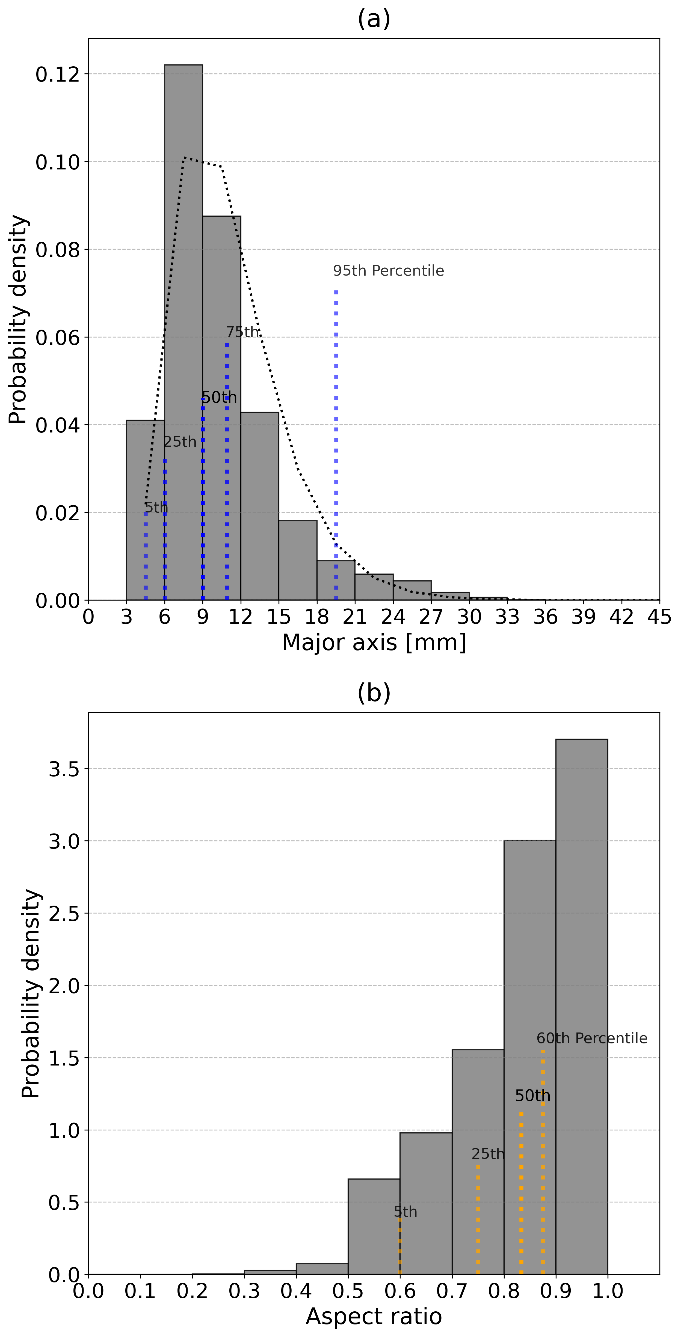 (a)
Probability density
0.12
0.10
0.08
0.06
0.04
0.02
0.00
95th Percentile
75th
50th
25th
5th
0 3 6 9 12 15 18 21 24 27 30 33 36 39 42 45
Major axis [mm]
(b)
Probability density
3.5
3.0
2.5
2.0
1.5
1.0
0.5
0.0
60th Percentile
50th
25th
5th
0.0 0.1 0.2 0.3 0.4 0.5 0.6 0.7 0.8 0.9 1.0
Aspect ratio